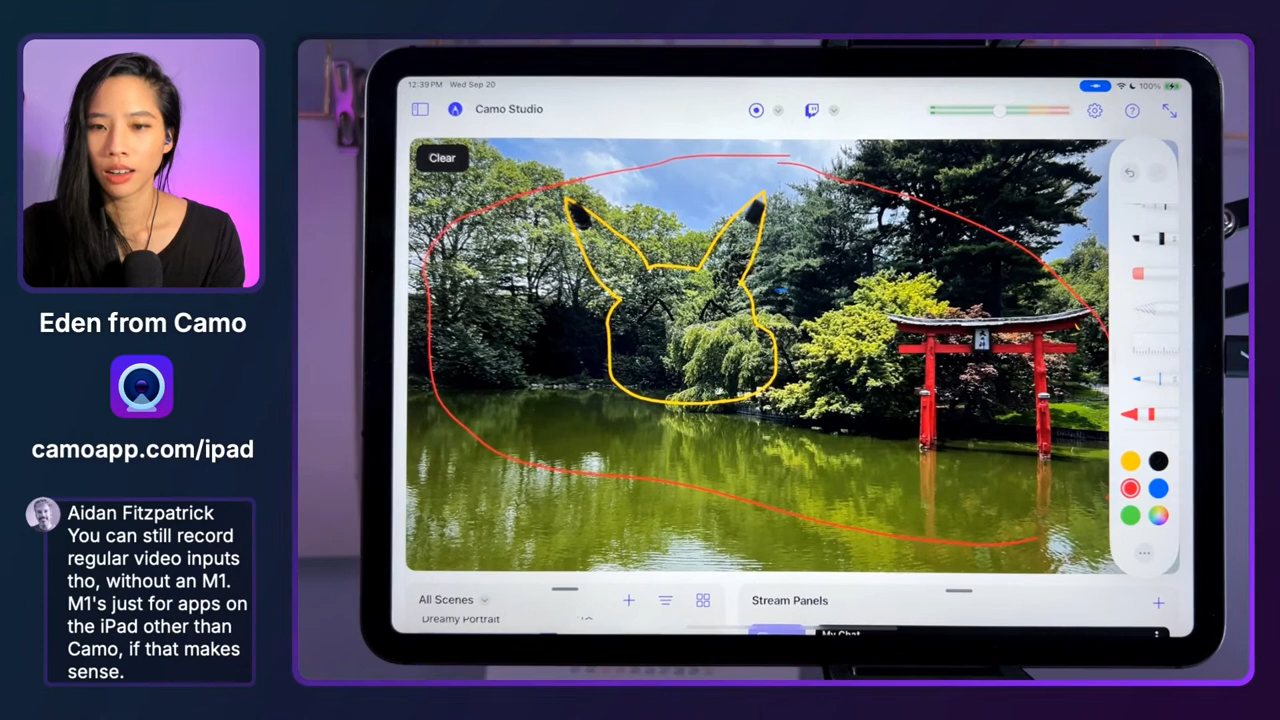 12:39 PM Wed Sep 20
100%
Camo Studio
Clear
Eden from Camo
camoapp.com/ipad
Aidan Fitzpatrick
You can still record
regular video inputs
tho, without an M1.
M1's just for apps on
the iPad other than
Camo, if that makes
sense.
All Scenes
Stream Panels
Dreamy Portrait
My Chat